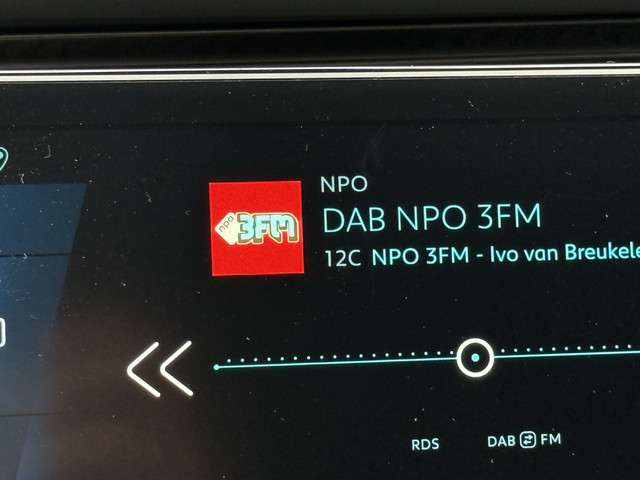 NPO
npo 3FM
DAB NPO 3FM
12C NPO 3FM - Ivo van Breukele
RDS DAB FM